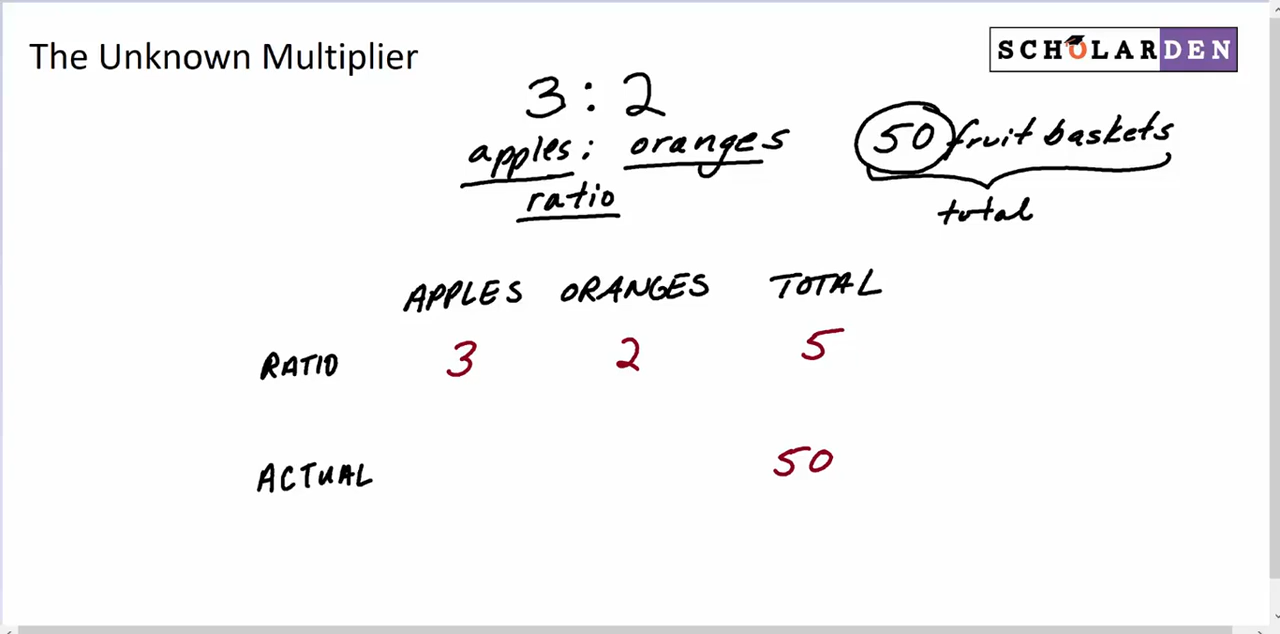 The Unknown Multiplier
SCHOLARDEN
3 : 2
apples : oranges
ratio
50 fruit baskets
total
APPLES ORANGES TOTAL
RATIO 3 2 5
ACTUAL 50